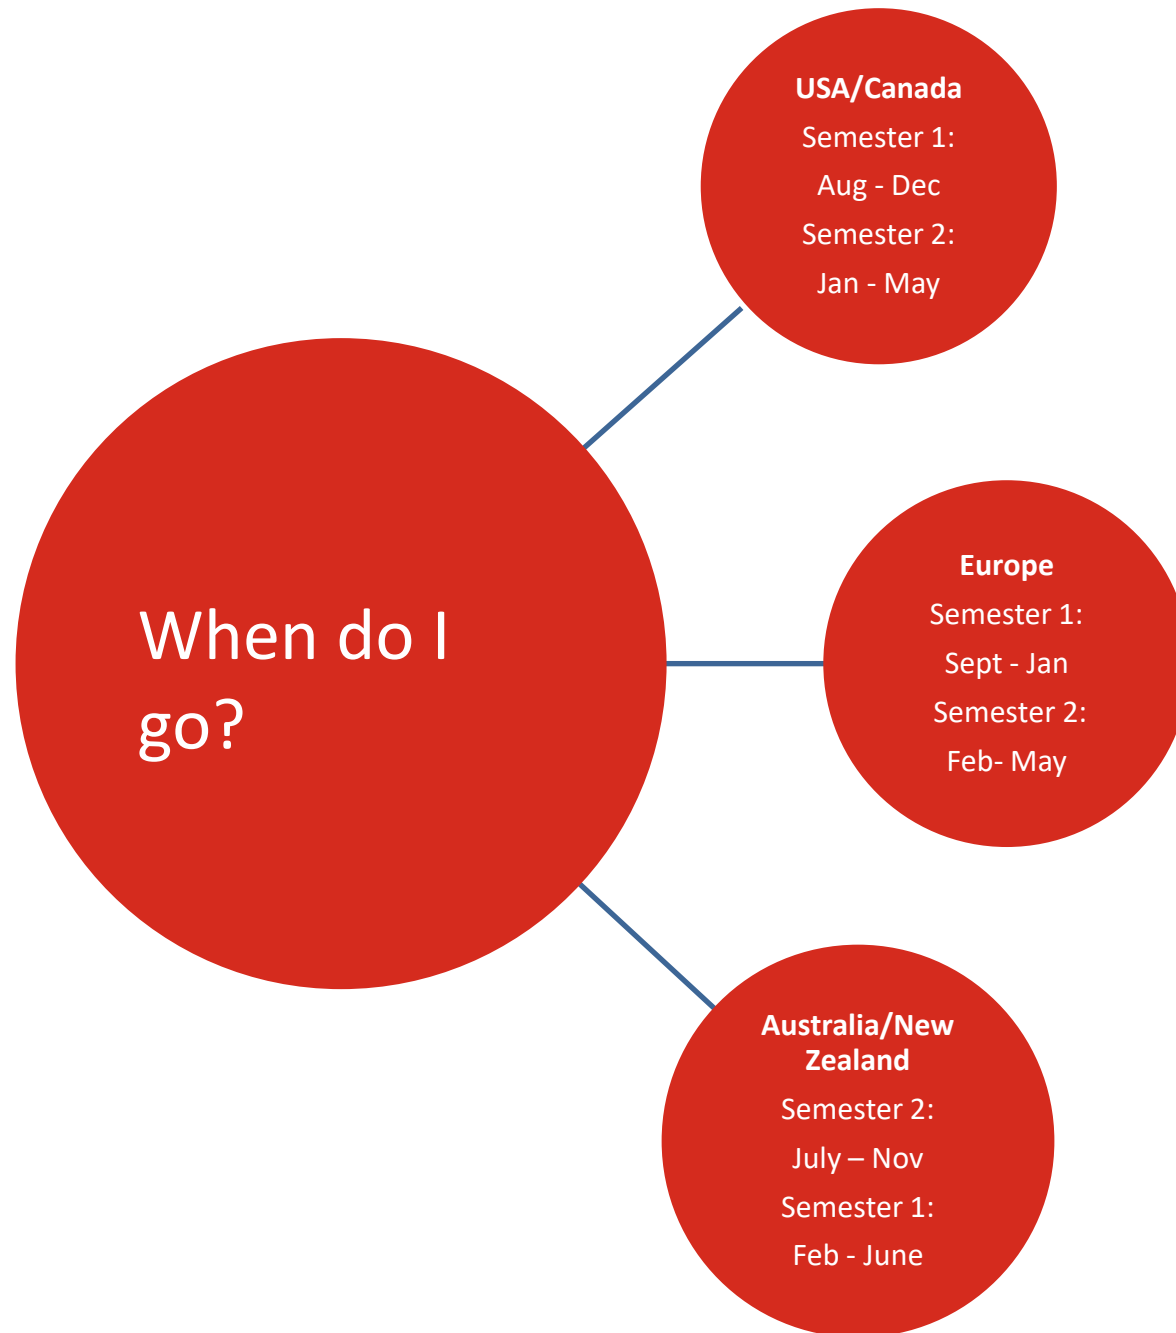 When do I
go?
USA/Canada
Semester 1:
Aug - Dec
Semester 2:
Jan - May
Europe
Semester 1:
Sept - Jan
Semester 2:
Feb- May
Australia/New
Zealand
Semester 2:
July – Nov
Semester 1:
Feb - June